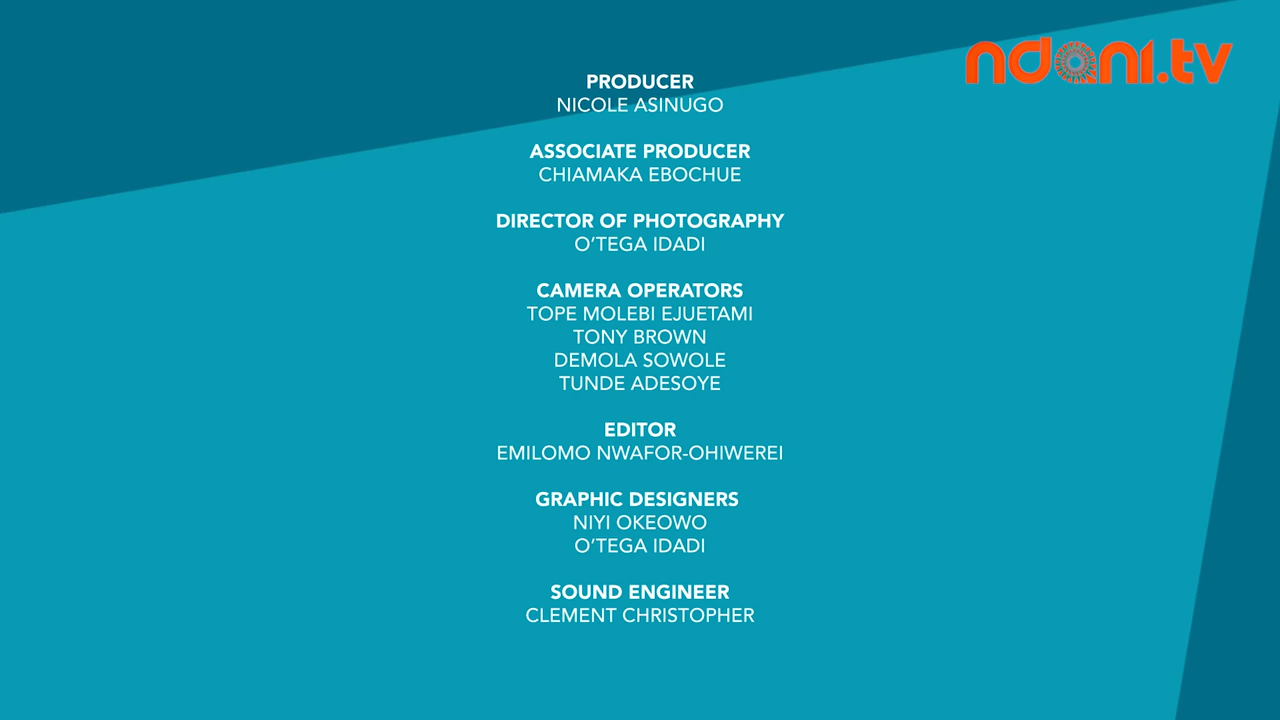 ndani.tv
PRODUCER
NICOLE ASINUGO
ASSOCIATE PRODUCER
CHIAMAKA EBOCHUE
DIRECTOR OF PHOTOGRAPHY
O’TEGA IDADI
CAMERA OPERATORS
TOPE MOLEBI EJUETAMI
TONY BROWN
DEMOLA SOWOLE
TUNDE ADESOYE
EDITOR
EMILOMO NWAFOR-OHIWEREI
GRAPHIC DESIGNERS
NIYI OKEOWO
O’TEGA IDADI
SOUND ENGINEER
CLEMENT CHRISTOPHER